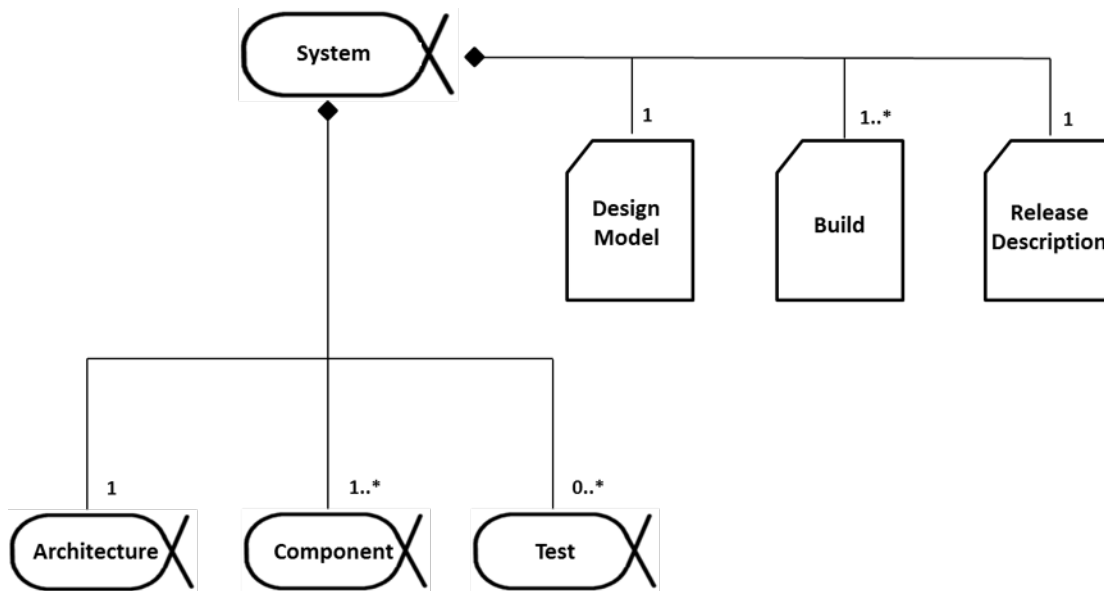 System
1
1..*
1
Design
Model
Build
Release
Description
1
1..*
0..*
Architecture
Component
Test